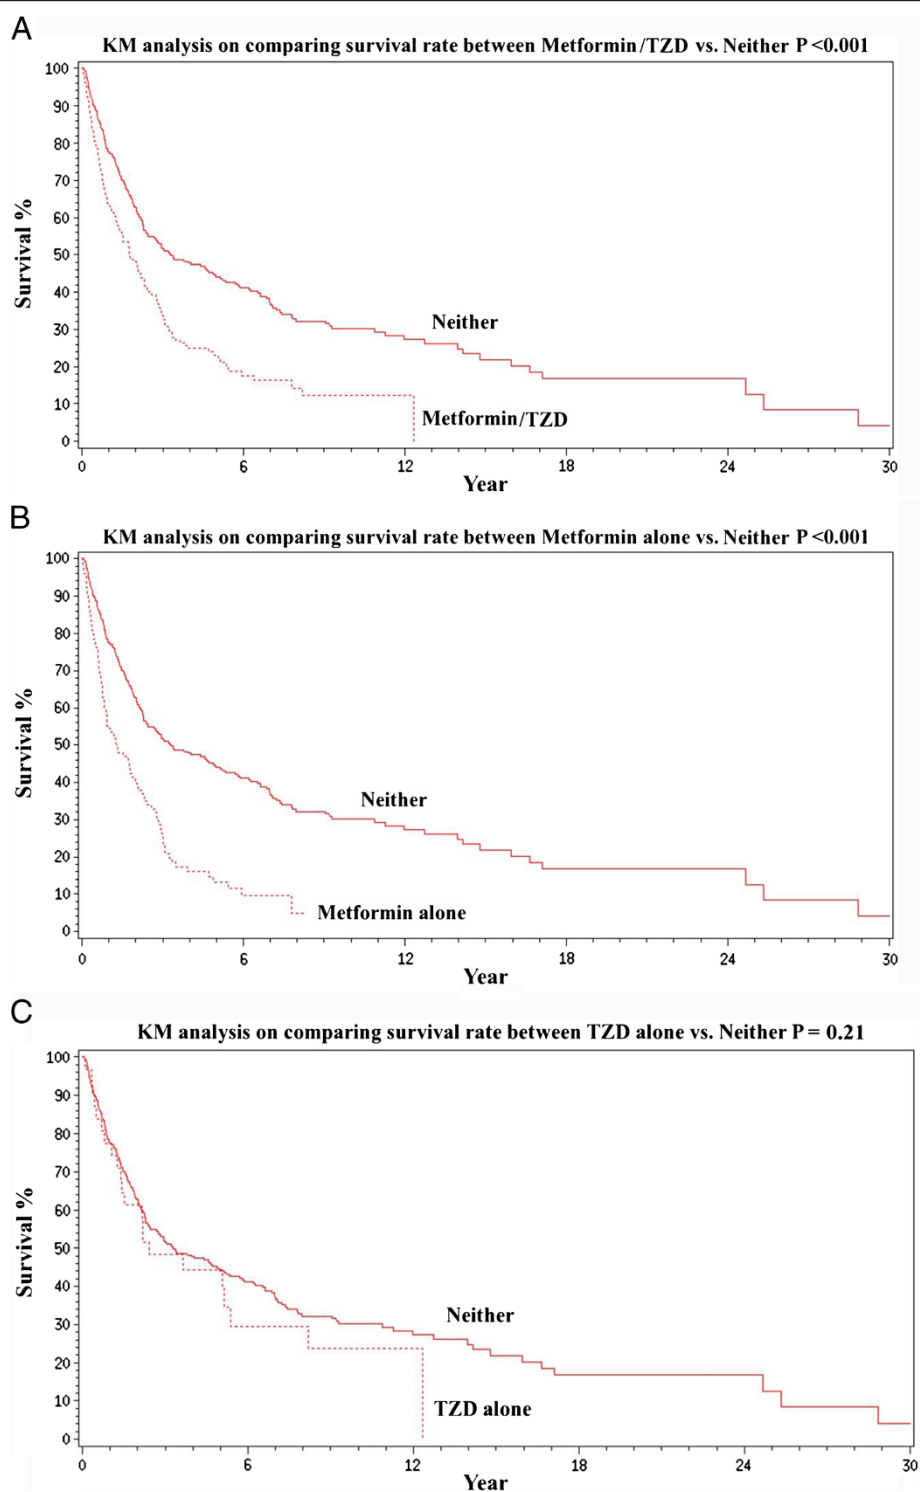 A
KM analysis on comparing survival rate between Metformin/TZD vs. Neither P <0.001
100
90
80
70
60
50
40
30
20
10
0
Survival %
Neither
Metformin/TZD
0 6 12 18 24 30
Year
B
KM analysis on comparing survival rate between Metformin alone vs. Neither P <0.001
100
90
80
70
60
50
40
30
20
10
0
Survival %
Neither
Metformin alone
0 6 12 18 24 30
Year
C
KM analysis on comparing survival rate between TZD alone vs. Neither P = 0.21
100
90
80
70
60
50
40
30
20
10
0
Survival %
Neither
TZD alone
0 6 12 18 24 30
Year